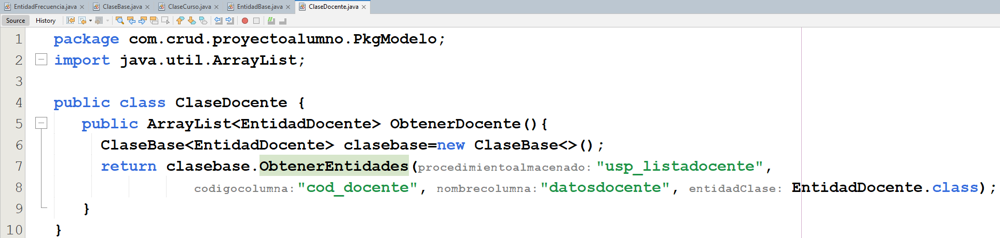 EntidadFrecuencia.java × ClaseBase.java × ClaseCurso.java × EntidadBase.java × ClaseDocente.java ×
Source History
1 package com.crud.proyectoalumno.PkgModelo;
2 import java.util.ArrayList;
3
4 public class ClaseDocente {
5 public ArrayList<EntidadDocente> ObtenerDocente(){
6 ClaseBase<EntidadDocente> clasebase=new ClaseBase<>();
7 return clasebase.ObtenerEntidades(procedimientoalmacenado: "usp_listadocente",
8 codigocolumna: "cod_docente", nombrecolumna: "datosdocente", entidadClase: EntidadDocente.class);
9 }
10 }